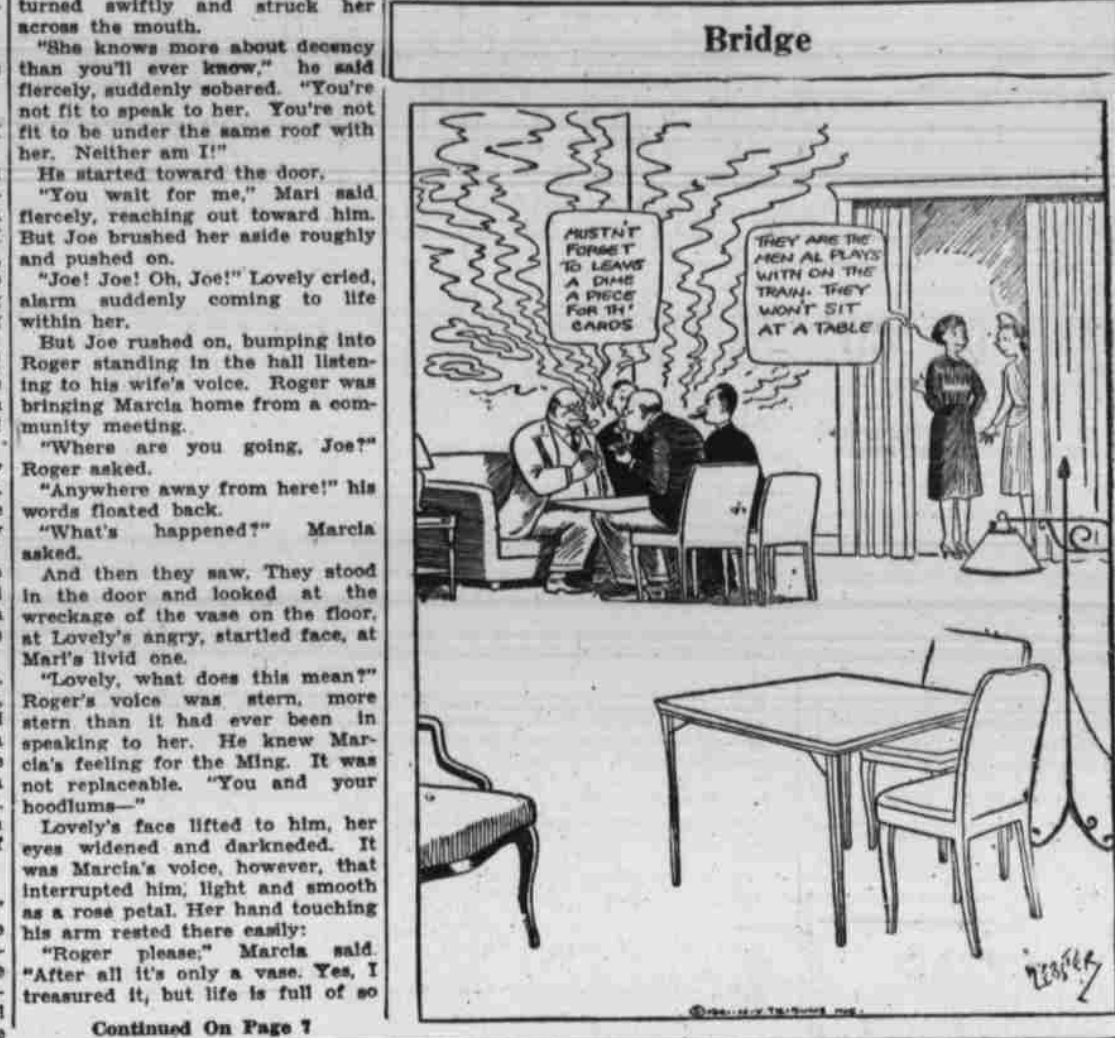 turned swiftly and struck her
across the mouth.
"She knows more about decency
than you'll ever know," he said
fiercely, suddenly sobered. "You're
not fit to speak to her. You're not
fit to be under the same roof with
her. Neither am I!"
He started toward the door.
"You wait for me," Mari said
fiercely, reaching out toward him.
But Joe brushed her aside roughly
and pushed on.
"Joe! Joe! Oh, Joe!" Lovely cried,
alarm suddenly coming to life
within her.
But Joe rushed on, bumping into
Roger standing in the hall listen-
ing to his wife's voice. Roger was
bringing Marcia home from a com-
munity meeting.
"Where are you going, Joe?"
Roger asked.
"Anywhere away from here!" his
words floated back.
"What's happened?" Marcia
asked.
And then they saw. They stood
in the door and looked at the
wreckage of the vase on the floor,
at Lovely's angry, startled face, at
Mari's livid one.
"Lovely, what does this mean?"
Roger's voice was stern, more
stern than it had ever been in
speaking to her. He knew Mar-
cia's feeling for the Ming. It was
not replaceable. "You and your
hoodlums—"
Lovely's face lifted to him, her
eyes widened and darkneded. It
was Marcia's voice, however, that
interrupted him, light and smooth
as a rose petal. Her hand touching
his arm rested there easily:
"Roger please," Marcia said.
"After all it's only a vase. Yes, I
treasured it, but life is full of so
Continued On Page 7
Bridge
MUSTN'T
FORGET
TO LEAVE
A DIME
A PIECE
FOR TH'
CARDS
THEY ARE THE
MEN AL PLAYS
WITH ON THE
TRAIN. THEY
WON'T SIT
AT A TABLE
WEBSTER
N.Y. TRIBUNE INC.